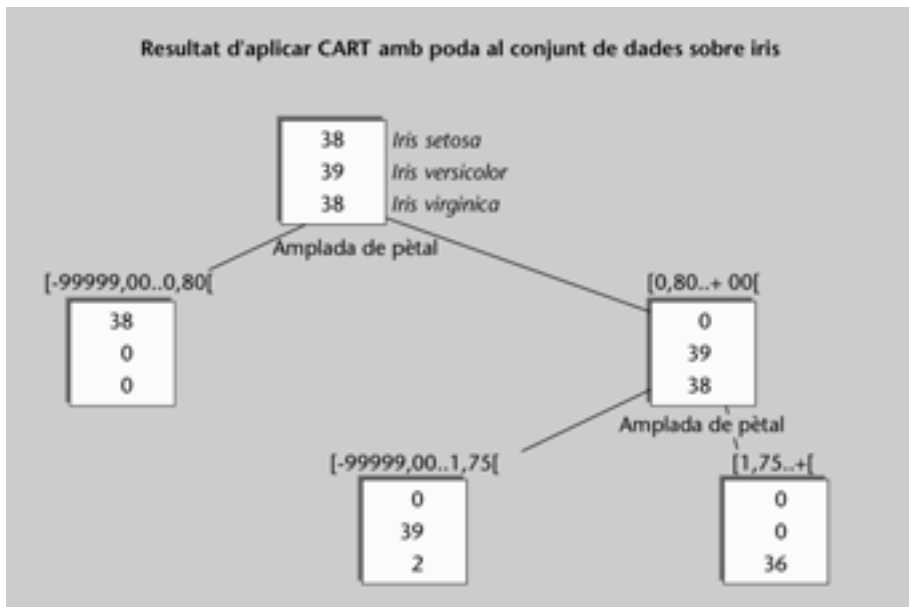 Resultat d'aplicar CART amb poda al conjunt de dades sobre iris
38 Iris setosa
39 Iris versicolor
38 Iris virginica
Amplada de pètal
[-99999,00..0,80[
[0,80..+ 00[
38
0
0
0
39
38
Amplada de pètal
[-99999,00..1,75[
[1,75..+[
0
39
2
0
0
36